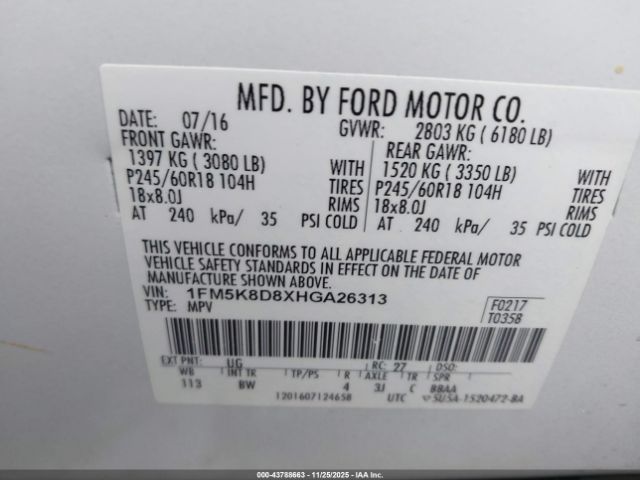 MFD. BY FORD MOTOR CO.
DATE: 07/16 GVWR: 2803 KG ( 6180 LB)
FRONT GAWR: REAR GAWR:
1397 KG ( 3080 LB) WITH 1520 KG ( 3350 LB) WITH
P245/60R18 104H TIRES P245/60R18 104H TIRES
18x8.0J RIMS 18x8.0J RIMS
AT 240 kPa/ 35 PSI COLD AT 240 kPa/ 35 PSI COLD
THIS VEHICLE CONFORMS TO ALL APPLICABLE FEDERAL MOTOR
VEHICLE SAFETY STANDARDS IN EFFECT ON THE DATE OF
MANUFACTURE SHOWN ABOVE.
VIN: 1FM5K8D8XHGA26313 F0217
TYPE: MPV T0358
EXT PNT: UG RC: 27 DSO:
WB INT TR TP/PS R AXLE TR SPR
113 BW 4 3J C BBAA
1201607124658 UTC 5U5A-1520472-BA
000-43788663 - 11/25/2025 - IAAI.COM